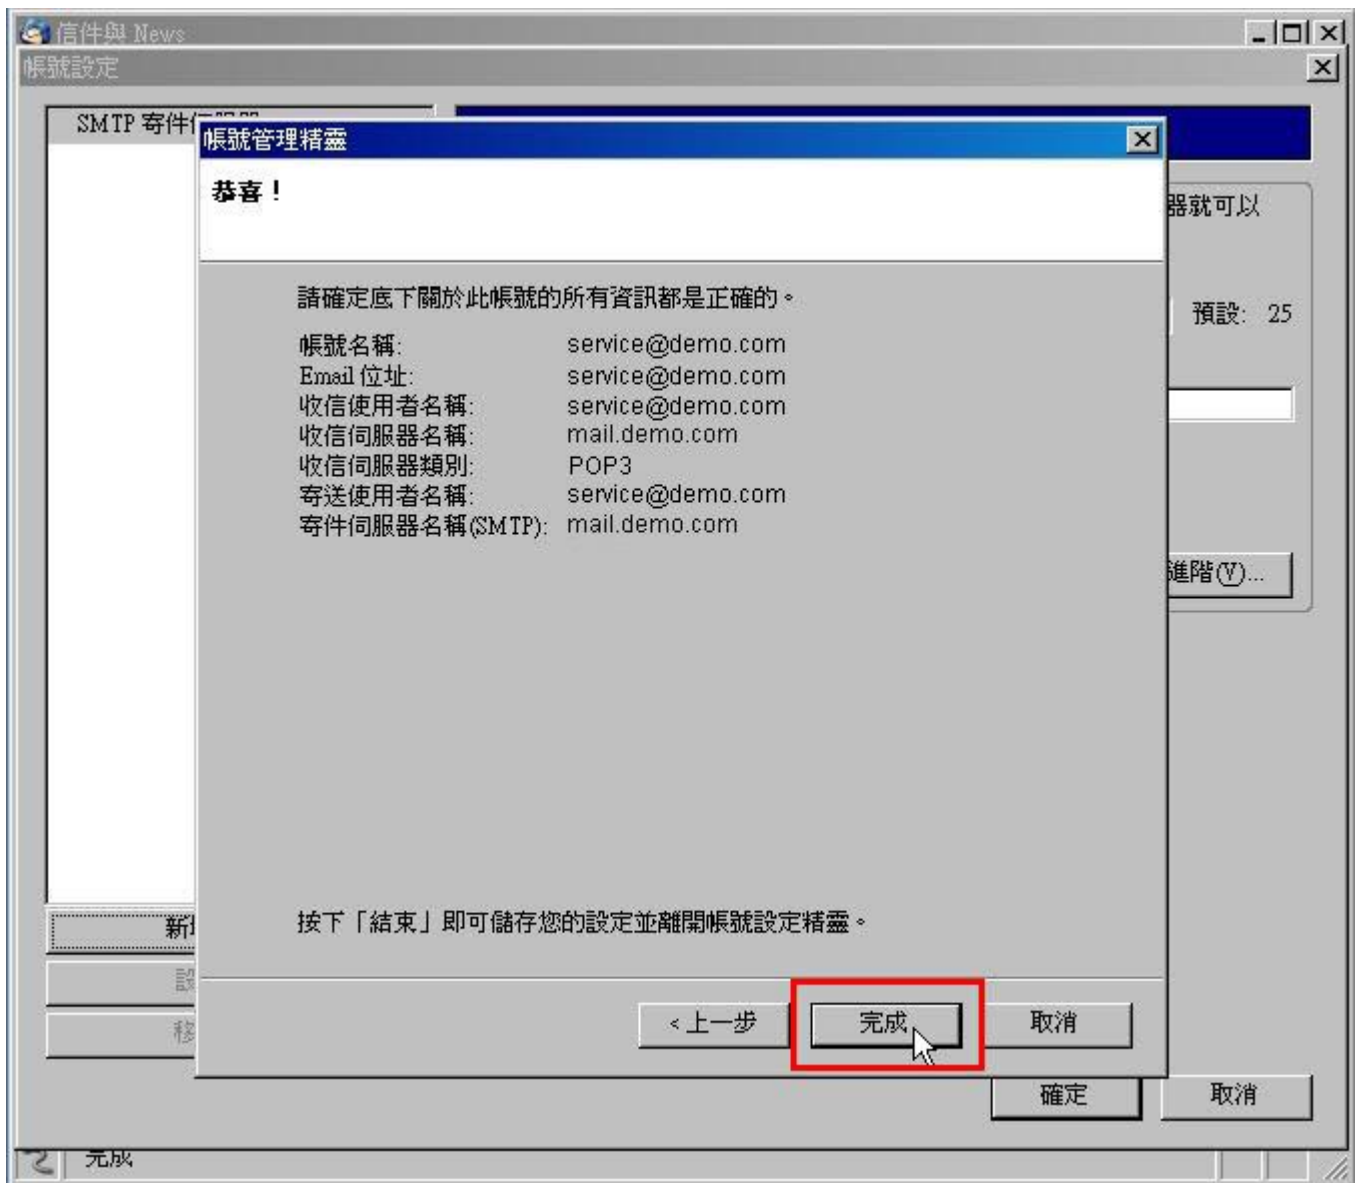 信件與 News
帳號設定
SMTP 寄件
帳號管理精靈
恭喜！
器就可以
請確定底下關於此帳號的所有資訊都是正確的。
預設: 25
帳號名稱: service@demo.com
Email 位址: service@demo.com
收信使用者名稱: service@demo.com
收信伺服器名稱: mail.demo.com
收信伺服器類別: POP3
寄送使用者名稱: service@demo.com
寄件伺服器名稱(SMTP): mail.demo.com
進階(V)...
按下「結束」即可儲存您的設定並離開帳號設定精靈。
新
設
移
<上一步 完成 取消
確定 取消
完成